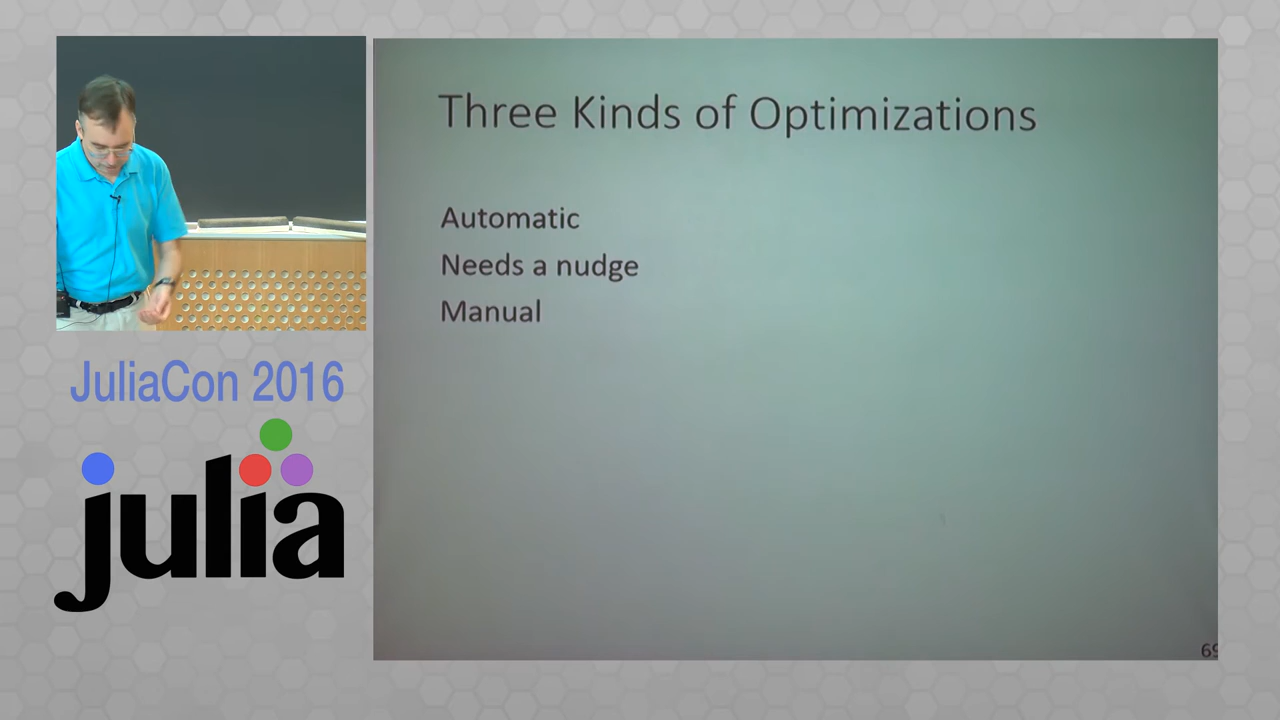 Three Kinds of Optimizations
Automatic
Needs a nudge
Manual
JuliaCon 2016
julia